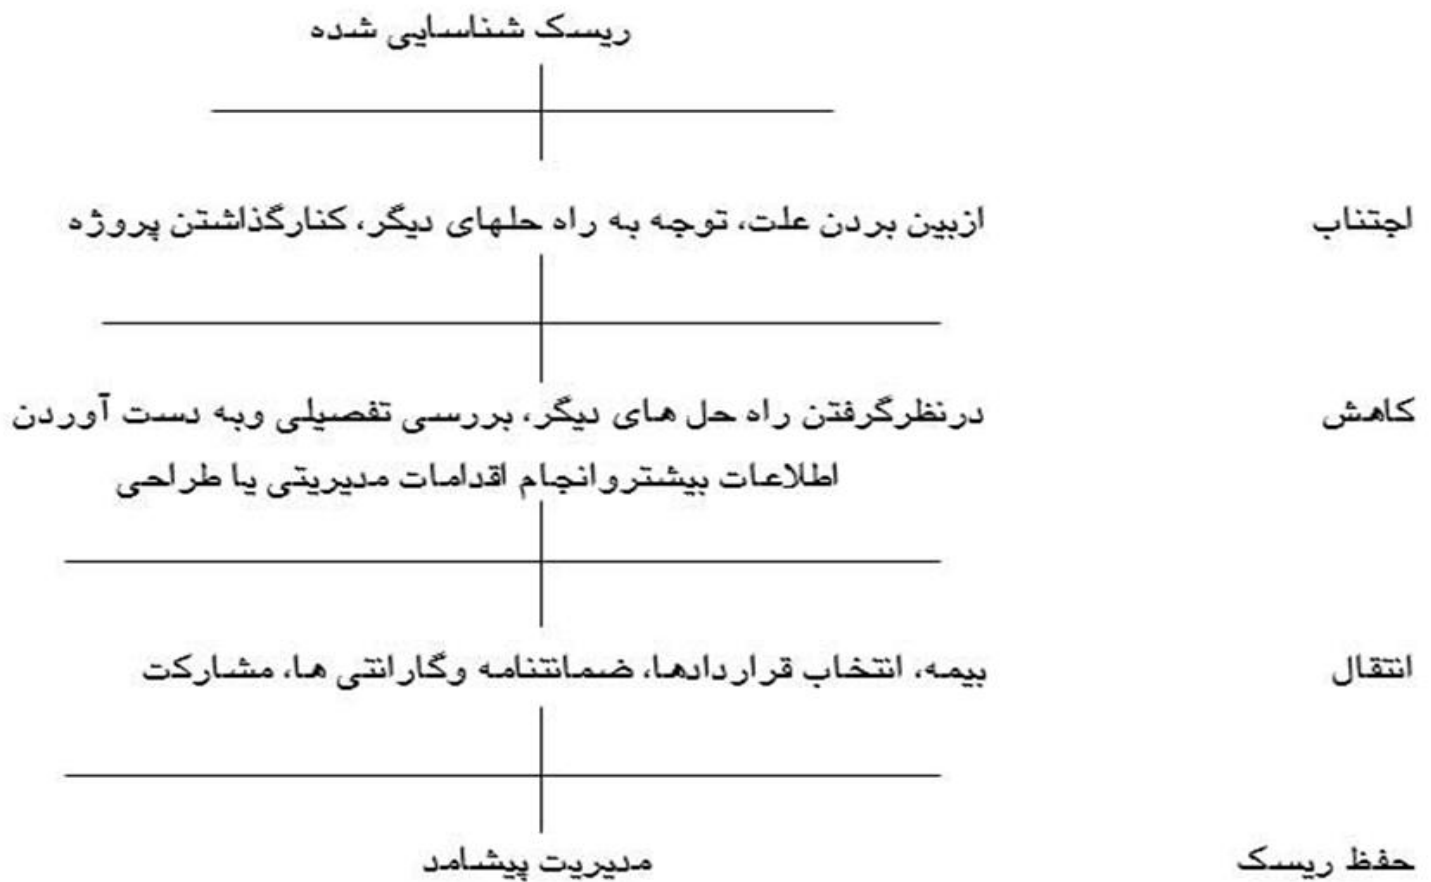 ریسک شناسایی شده
اجتناب
ازبین بردن علت، توجه به راه حلهای دیگر، کنارگذاشتن پروژه
کاهش
درنظرگرفتن راه حل های دیگر، بررسی تفصیلی وبه دست آوردن
اطلاعات بیشتروانجام اقدامات مدیریتی یا طراحی
انتقال
بیمه، انتخاب قراردادها، ضمانتنامه وگارانتی ها، مشارکت
حفظ ریسک
مدیریت پیشامد